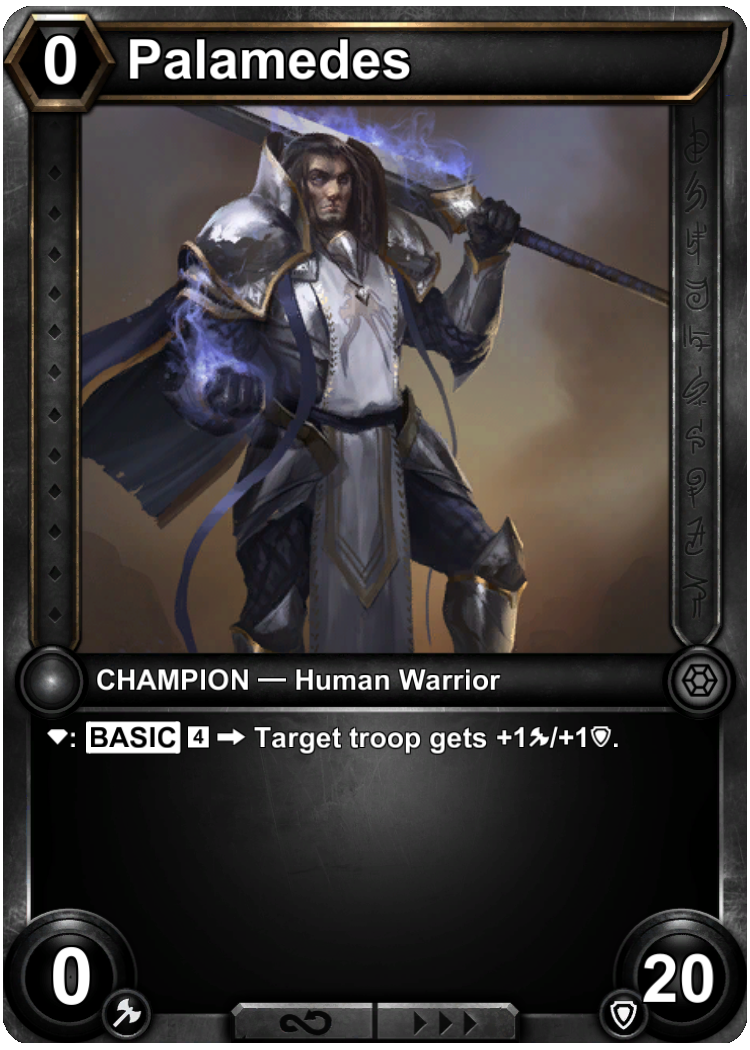 0 Palamedes
CHAMPION — Human Warrior
: BASIC 4 → Target troop gets +1/+1.
0 20